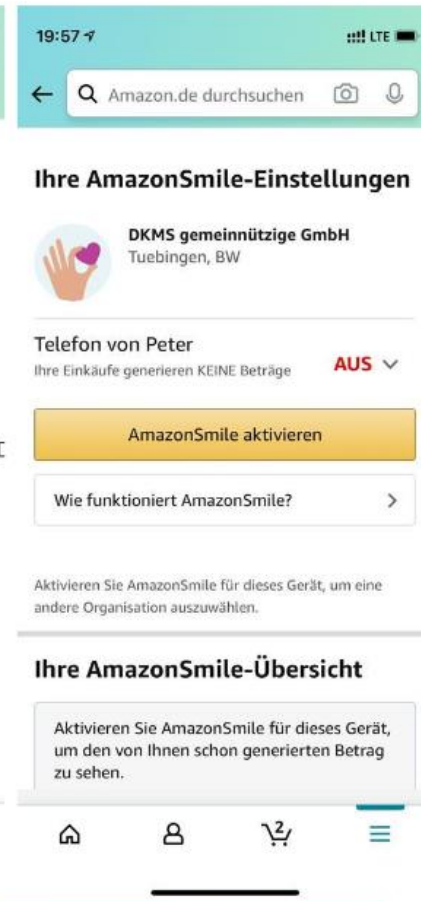 19:57
LTE
Amazon.de durchsuchen
Ihre AmazonSmile-Einstellungen
DKMS gemeinnützige GmbH
Tuebingen, BW
Telefon von Peter
Ihre Einkäufe generieren KEINE Beträge
AUS
AmazonSmile aktivieren
Wie funktioniert AmazonSmile?
Aktivieren Sie AmazonSmile für dieses Gerät, um eine
andere Organisation auszuwählen.
Ihre AmazonSmile-Übersicht
Aktivieren Sie AmazonSmile für dieses Gerät,
um den von Ihnen schon generierten Betrag
zu sehen.
2